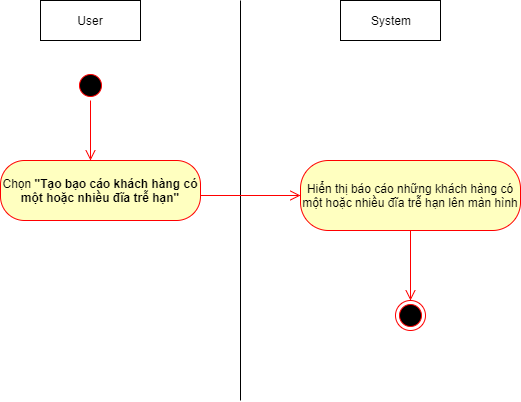 User
System
Chọn "Tạo bạo cáo khách hàng có
một hoặc nhiều đĩa trễ hạn"
Hiển thị báo cáo những khách hàng có
một hoặc nhiều đĩa trễ hạn lên màn hình